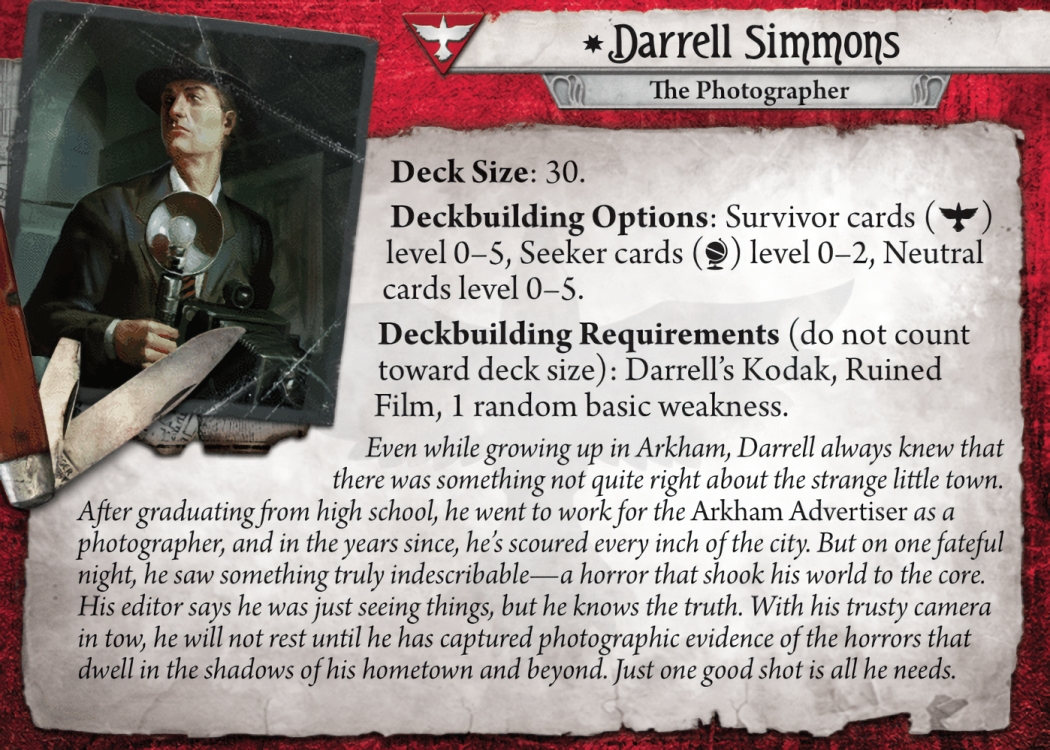 Darrell Simmons
The Photographer
Deck Size: 30.
Deckbuilding Options: Survivor cards ( )
level 0–5, Seeker cards ( ) level 0–2, Neutral
cards level 0–5.
Deckbuilding Requirements (do not count
toward deck size): Darrell’s Kodak, Ruined
Film, 1 random basic weakness.
Even while growing up in Arkham, Darrell always knew that
there was something not quite right about the strange little town.
After graduating from high school, he went to work for the Arkham Advertiser as a
photographer, and in the years since, he’s scoured every inch of the city. But on one fateful
night, he saw something truly indescribable—a horror that shook his world to the core.
His editor says he was just seeing things, but he knows the truth. With his trusty camera
in tow, he will not rest until he has captured photographic evidence of the horrors that
dwell in the shadows of his hometown and beyond. Just one good shot is all he needs.